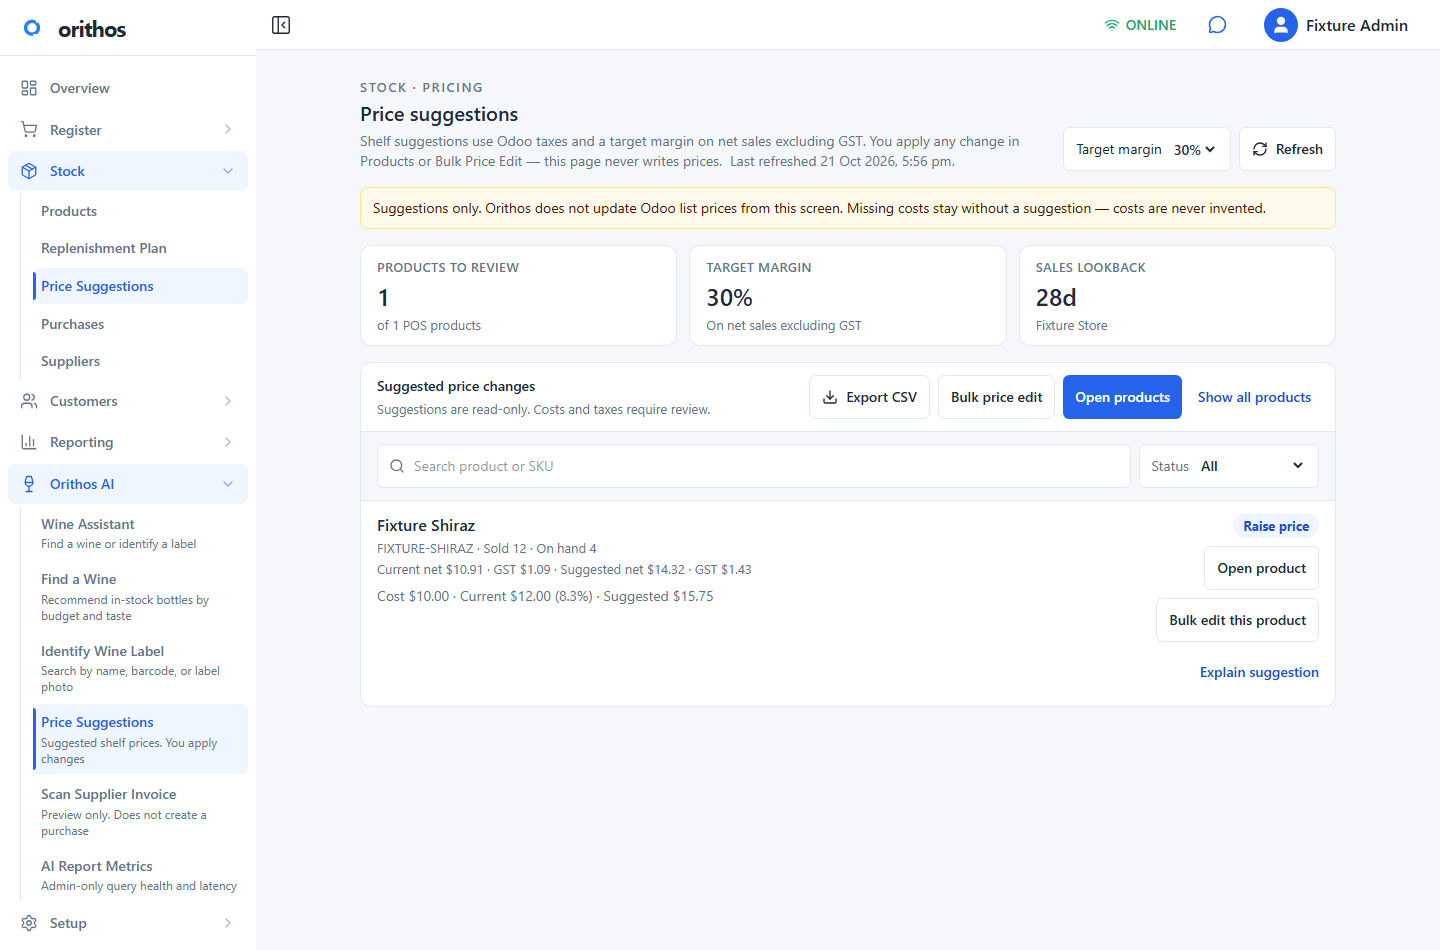 orithos
Overview
Register
Stock
Products
Replenishment Plan
Price Suggestions
Purchases
Suppliers
Customers
Reporting
Orithos AI
Wine Assistant
Find a wine or identify a label
Find a Wine
Recommend in-stock bottles by
budget and taste
Identify Wine Label
Search by name, barcode, or label
photo
Price Suggestions
Suggested shelf prices. You apply
changes
Scan Supplier Invoice
Preview only. Does not create a
purchase
AI Report Metrics
Admin-only query health and latency
Setup
ONLINE
Fixture Admin
STOCK · PRICING
Price suggestions
Shelf suggestions use Odoo taxes and a target margin on net sales excluding GST. You apply any change in
Products or Bulk Price Edit — this page never writes prices. Last refreshed 21 Oct 2026, 5:56 pm.
Target margin 30%
Refresh
Suggestions only. Orithos does not update Odoo list prices from this screen. Missing costs stay without a suggestion — costs are never invented.
PRODUCTS TO REVIEW
1
of 1 POS products
TARGET MARGIN
30%
On net sales excluding GST
SALES LOOKBACK
28d
Fixture Store
Suggested price changes
Suggestions are read-only. Costs and taxes require review.
Export CSV
Bulk price edit
Open products
Show all products
Search product or SKU
Status All
Fixture Shiraz
FIXTURE-SHIRAZ · Sold 12 · On hand 4
Current net $10.91 · GST $1.09 · Suggested net $14.32 · GST $1.43
Cost $10.00 · Current $12.00 (8.3%) · Suggested $15.75
Raise price
Open product
Bulk edit this product
Explain suggestion